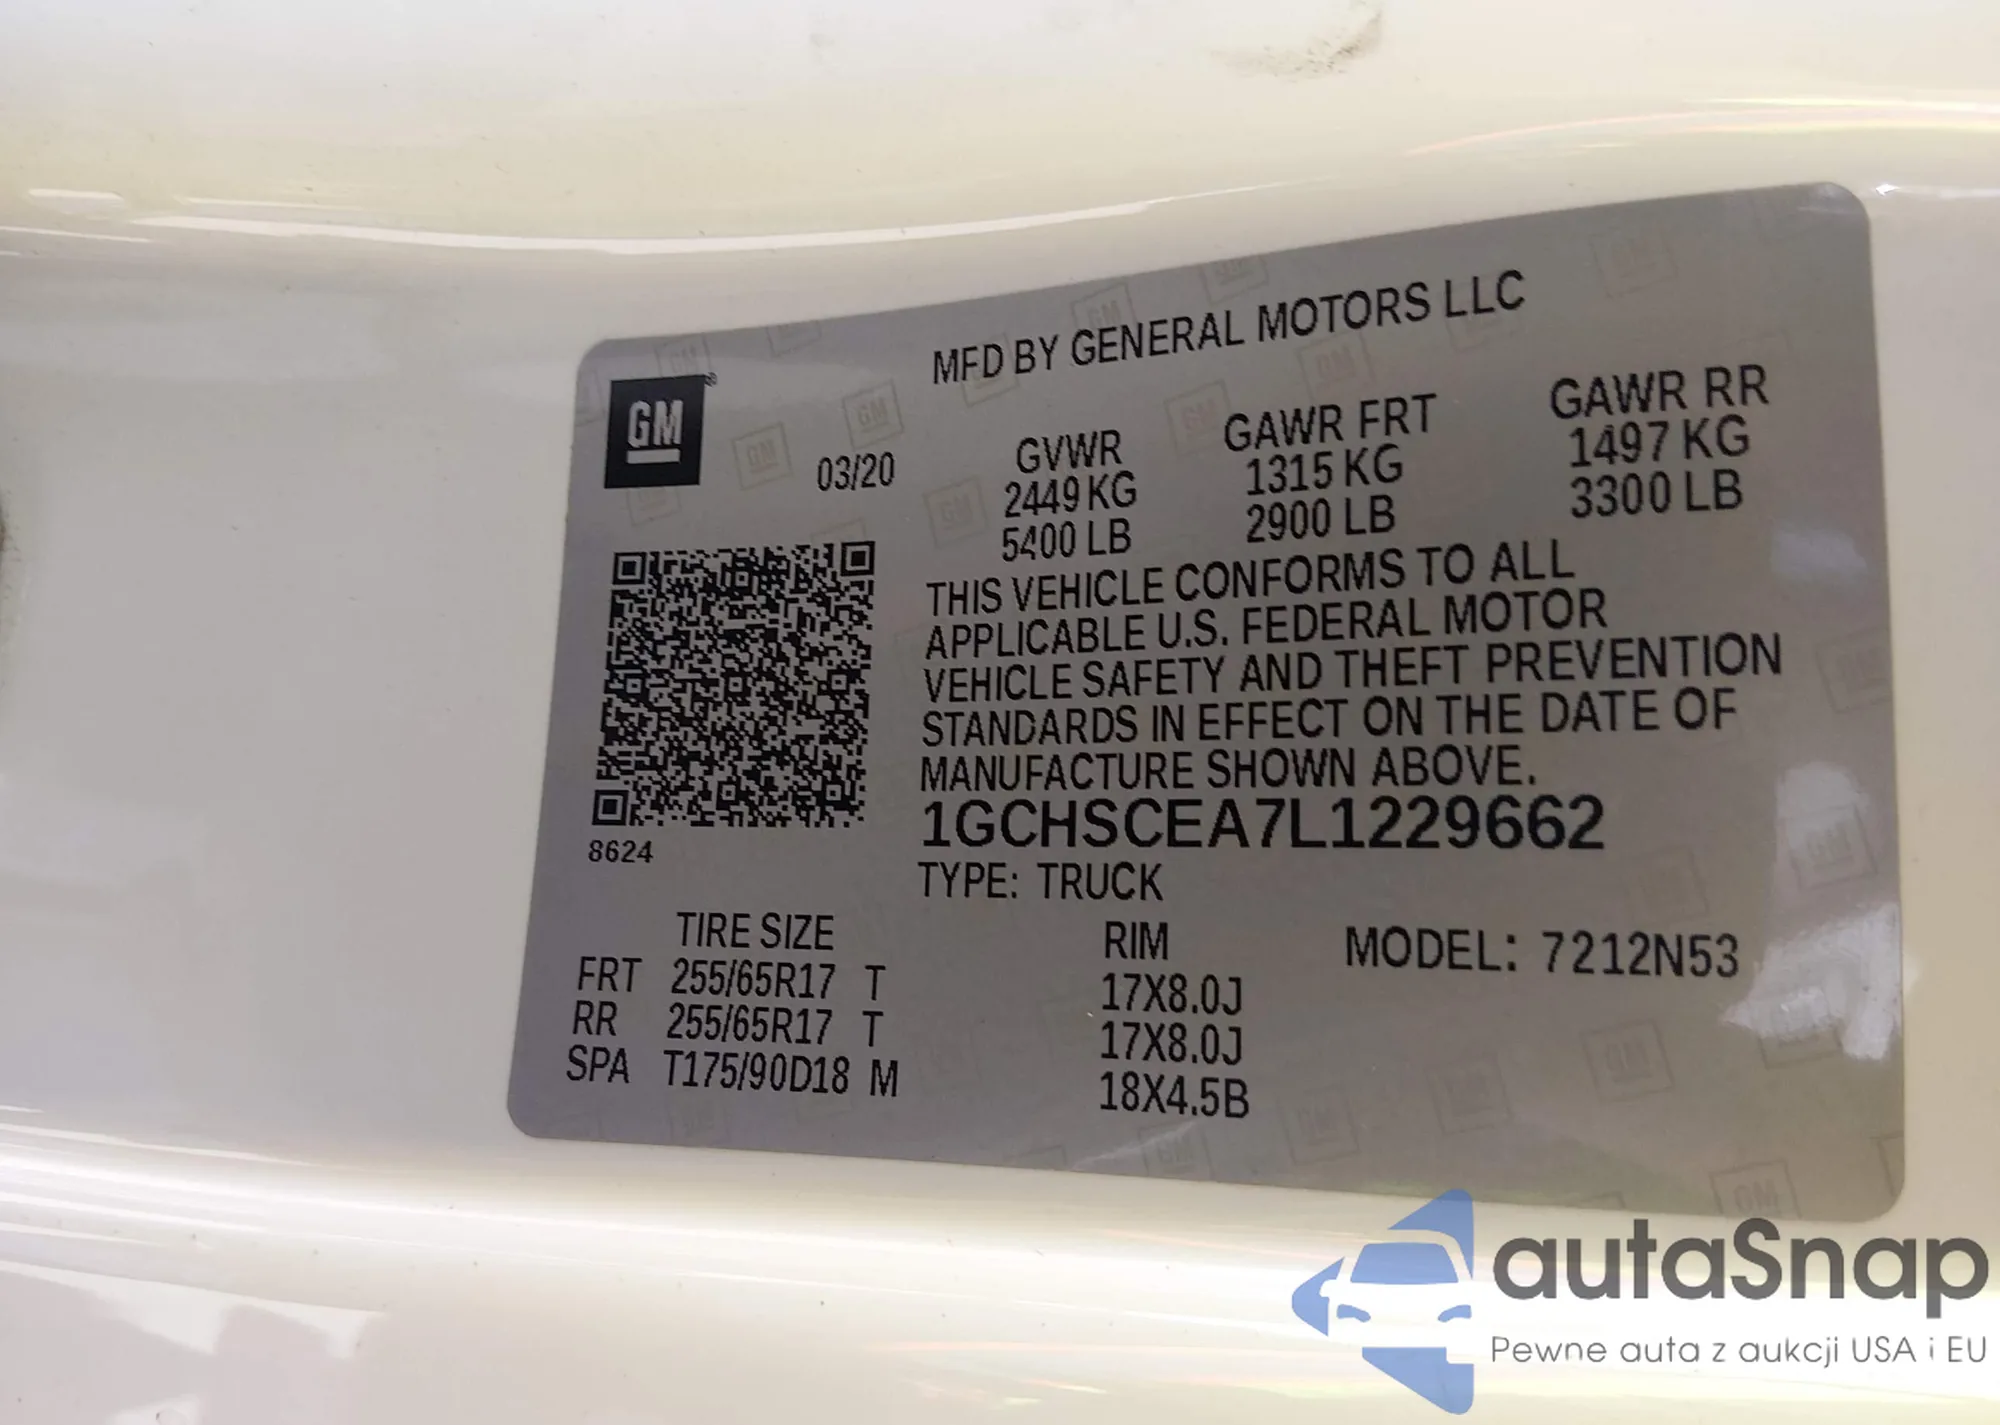 MFD BY GENERAL MOTORS LLC
GM
03/20
GVWR GAWR FRT GAWR RR
2449 KG 1315 KG 1497 KG
5400 LB 2900 LB 3300 LB
THIS VEHICLE CONFORMS TO ALL
APPLICABLE U.S. FEDERAL MOTOR
VEHICLE SAFETY AND THEFT PREVENTION
STANDARDS IN EFFECT ON THE DATE OF
MANUFACTURE SHOWN ABOVE.
1GCHSCEA7L1229662
8624
TYPE: TRUCK
TIRE SIZE RIM MODEL: 7212N53
FRT 255/65R17 T 17X8.0J
RR 255/65R17 T 17X8.0J
SPA T175/90D18 M 18X4.5B
autaSnap
Pewne auta z aukcji USA i EU